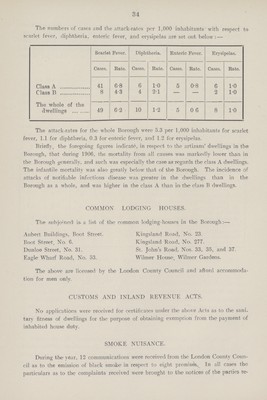 34
The numbers of cases and the attack-rates per 1,000 inhabitants with respect to
scarlet fever, diphtheria, enteric fever, and erysipelas are set out below :—
Scarlet Fever. Diphtheria. Enteric Fever. Erysipelas.
Cases. Rate. Cases. Rate. Cases. Rate. Cases. Rate.
Class A 41 6·8 6 1·0 5 0·8 6 1·0
Class B 8 4·3 4 2·1 — — 2 1·0
The whole of the
dwellings 49 6·2 10 1·2 5 0·6 8 1·0
The attack-rates for the whole Borough were 5.3 per 1,000 inhabitants for scarlet
fever, 1.1 for diphtheria, 0.3 for enteric fever, and 1.2 for erysipelas.
Briefly, the foregoing figures indicate, in respect to the artisans' dwellings in the
Borough, that during 1906, the mortality from all causes was markedly lower than in
the Borough generally, and such was especially the case as regards the class A dwellings.
The infantile mortality was also greatly below that of the Borough. The incidence of
attacks of notifiable infectious disease was greater in the dwellings than in the
Borough as a whole, and was higher in the class A than in the class B dwellings.
COMMON LODGING HOUSES.
The subjoined is a list of the common lodging-houses in the Borough :—
Aubert Buildings, Boot Street.
Boot Street, No. 6.
Dunloe Street, No. 31.
Eagle Wharf Road, No. 55.
Kingsland Road, No. 23.
Kingsland Road, No. 277.
St. John's Road, Nos. 33, 35, and 37.
Wilmer House, Wilmer Gardens.
The above are licensed by the London County Council and afford accommoda-
tion for men only.
CUSTOMS AND INLAND REVENUE ACTS.
No applications were received for certificates under the above Acts as to the sani-
tary fitness of dwellings for the purpose of obtaining exemption from the payment of
inhabited house duty.
SMOKE NUISANCE.
During the year, 12 communications were received from the London County Coun-
cil as to the emission of black smoke in respect to eight premises. In all cases the
particulars as to the complaints received were brought to the notices of the parties re-